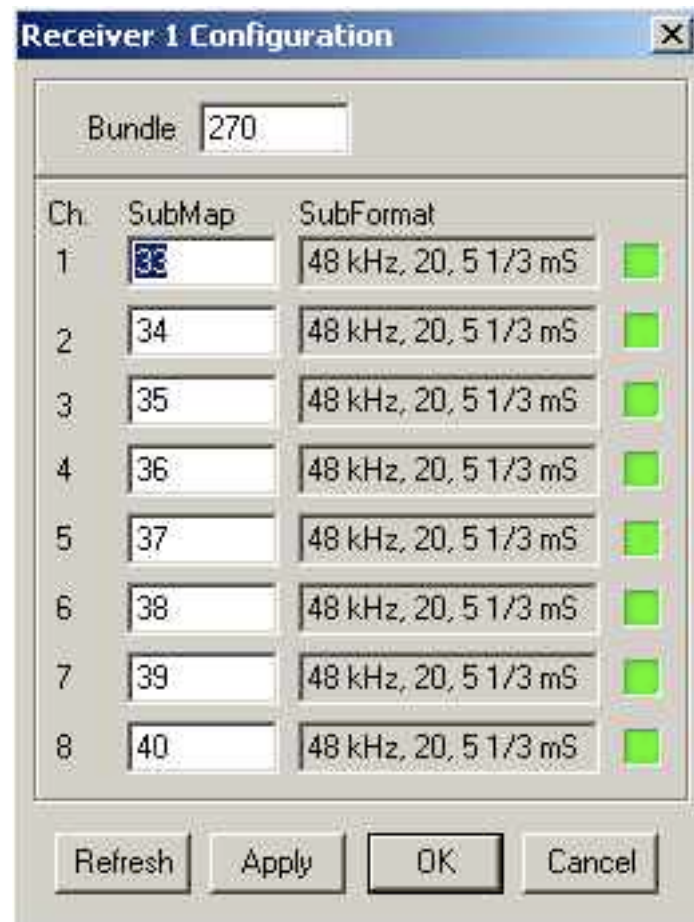 Receiver 1 Configuration
Bundle 270
Ch. SubMap SubFormat
1 33 48 kHz, 20, 5 1/3 mS
2 34 48 kHz, 20, 5 1/3 mS
3 35 48 kHz, 20, 5 1/3 mS
4 36 48 kHz, 20, 5 1/3 mS
5 37 48 kHz, 20, 5 1/3 mS
6 38 48 kHz, 20, 5 1/3 mS
7 39 48 kHz, 20, 5 1/3 mS
8 40 48 kHz, 20, 5 1/3 mS
Refresh Apply OK Cancel